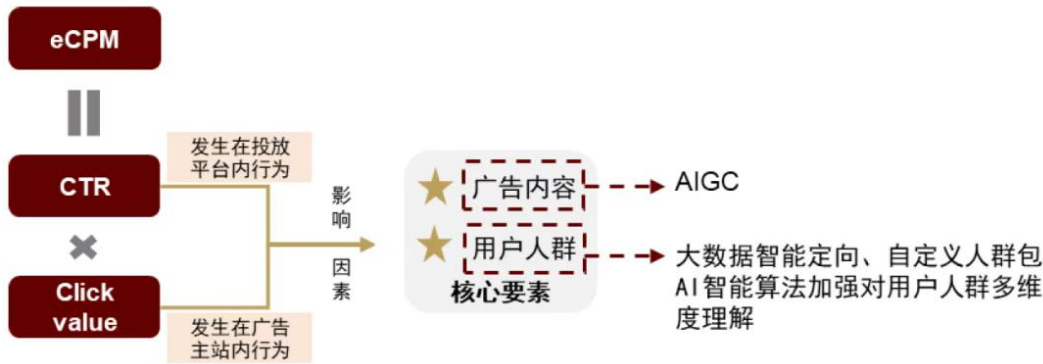 eCPM
CTR
Click
value
发生在投放
平台内行为
发生在广告
主站内行为
影
响
因
素
广告内容
用户人群
核心要素
AIGC
大数据智能定向、自定义人群包
AI智能算法加强对用户人群多维
度理解